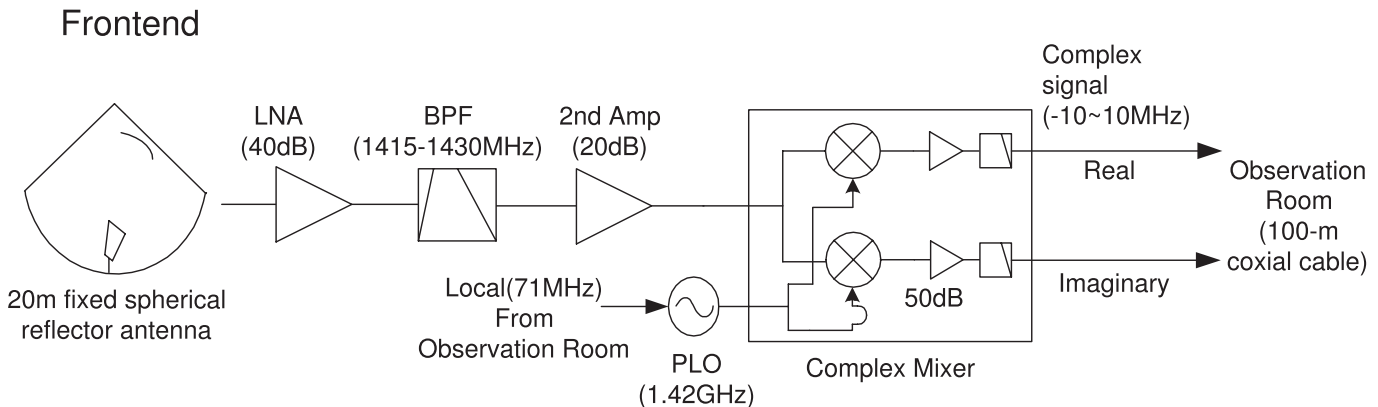 Frontend
LNA
(40dB)
BPF
(1415-1430MHz)
2nd Amp
(20dB)
Complex
signal
(-10~10MHz)
Real
Observation
Room
(100-m
coxial cable)
Imaginary
50dB
20m fixed spherical
reflector antenna
Local(71MHz)
From
Observation Room
PLO
(1.42GHz)
Complex Mixer